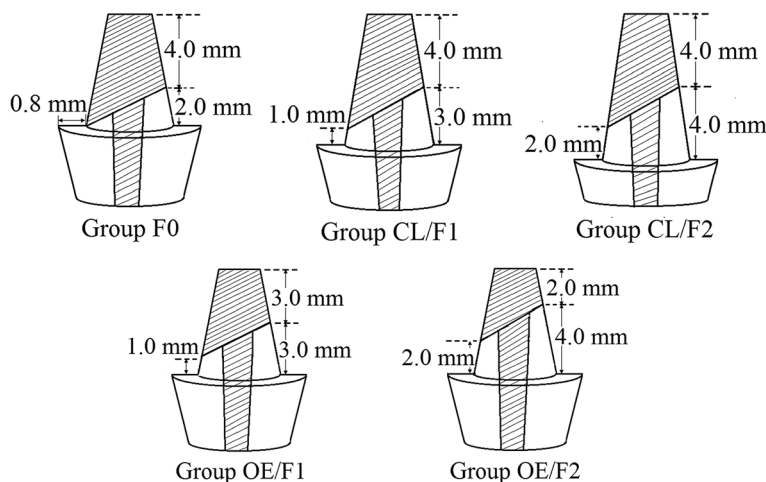 4.0 mm
0.8 mm
2.0 mm
Group F0
4.0 mm
1.0 mm
3.0 mm
Group CL/F1
4.0 mm
2.0 mm
4.0 mm
Group CL/F2
3.0 mm
1.0 mm
3.0 mm
Group OE/F1
2.0 mm
2.0 mm
4.0 mm
Group OE/F2